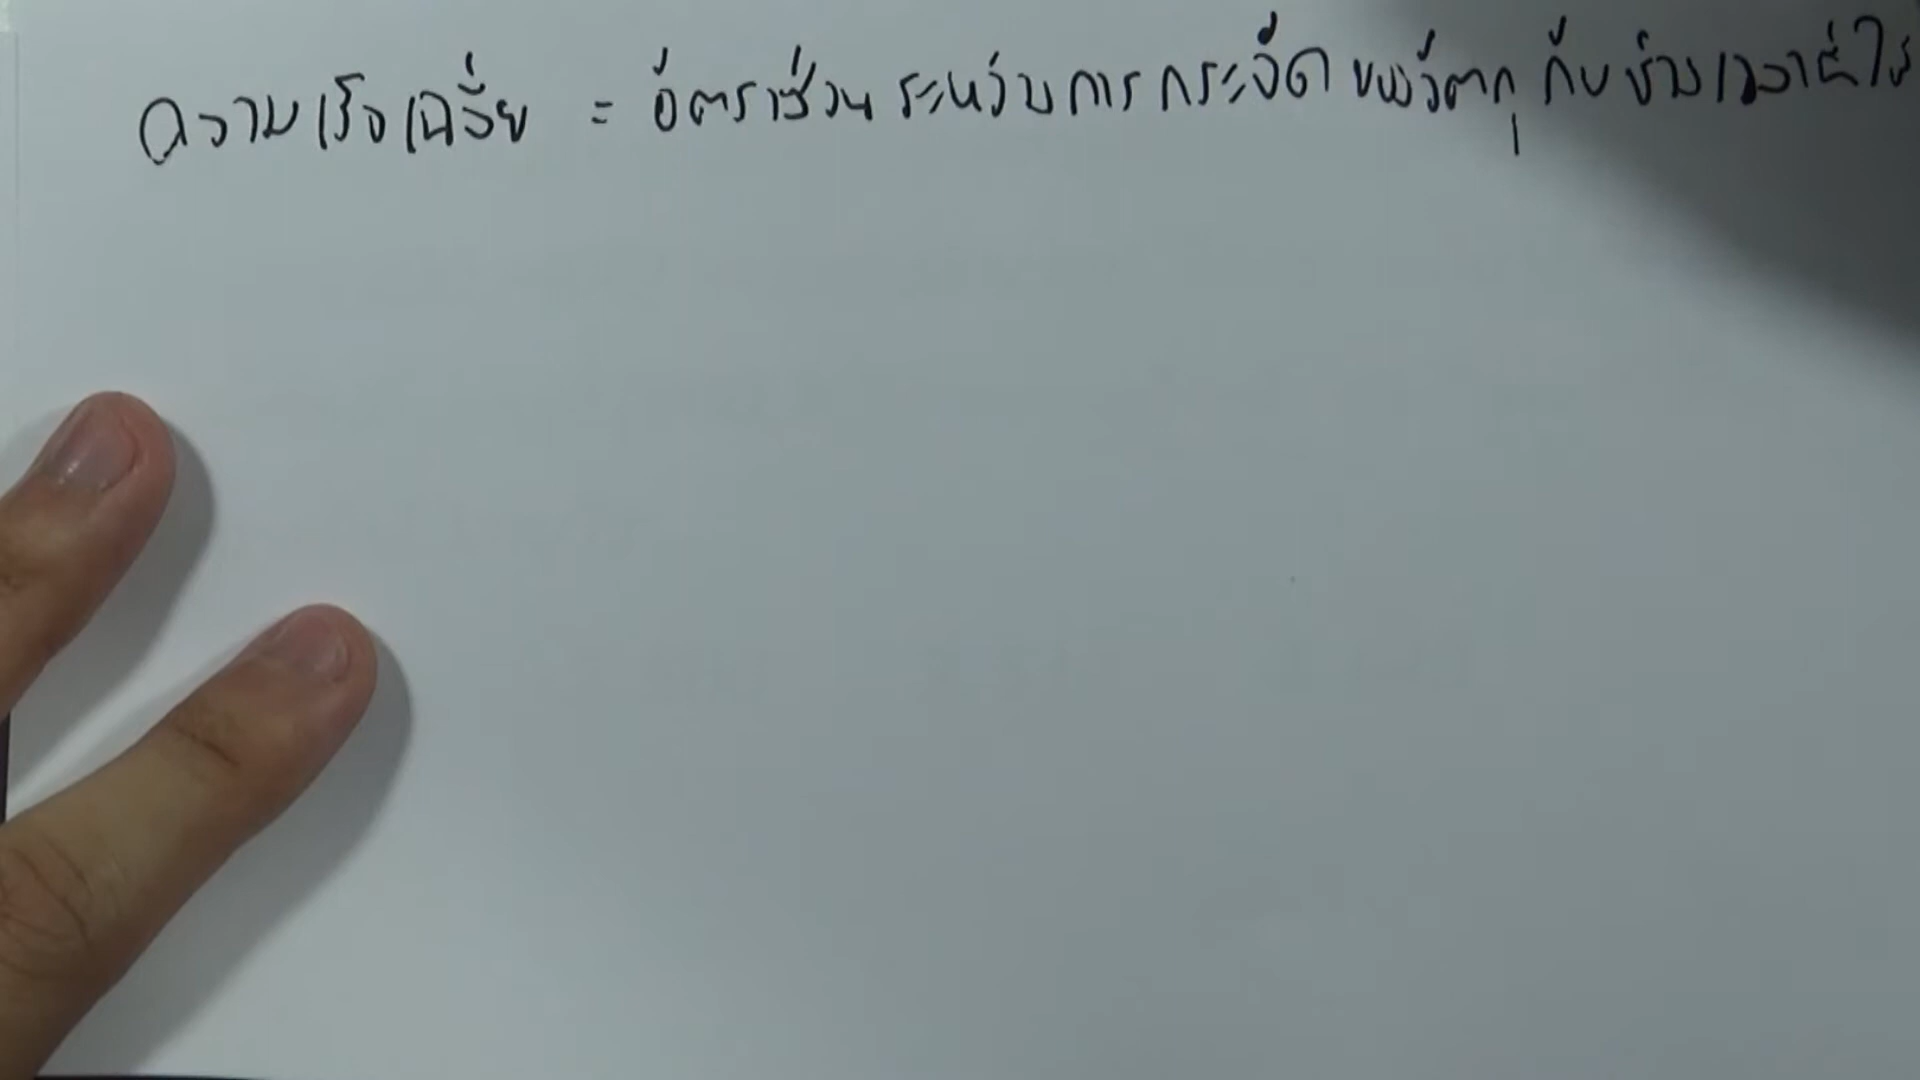 ความเร็วเฉลี่ย = อัตราส่วนระหว่างการกระจัดของวัตถุ กับ ช่วงเวลาที่ใช้